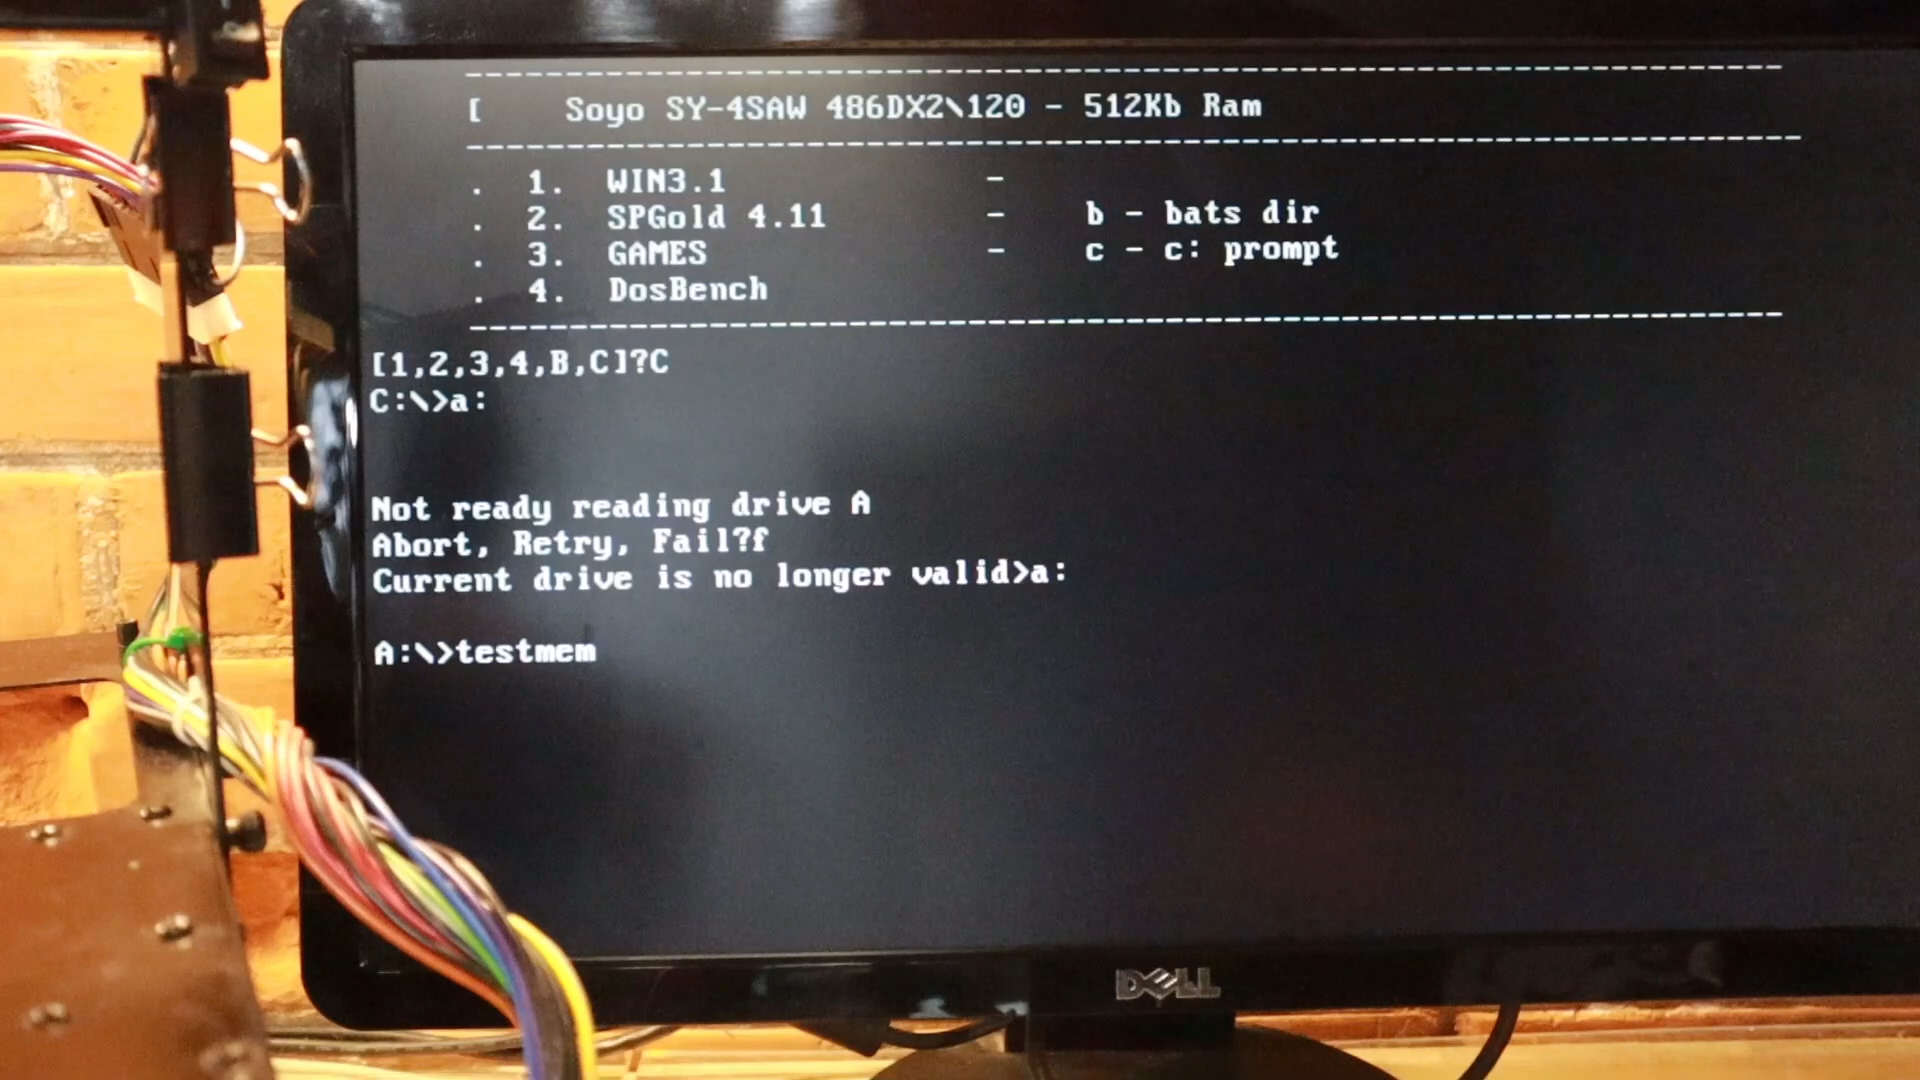 --------------------------------------------------------------------
[    Soyo SY-4SAW 486DX2\120 - 512Kb Ram
---------------------------------------------------------------------
.  1.  WIN3.1             -
.  2.  SPGold 4.11        -    b - bats dir
.  3.  GAMES              -    c - c: prompt
.  4.  DosBench
--------------------------------------------------------------------
[1,2,3,4,B,C]?C
C:\>a:
Not ready reading drive A
Abort, Retry, Fail?f
Current drive is no longer valid>a:
A:\>testmem
DELL